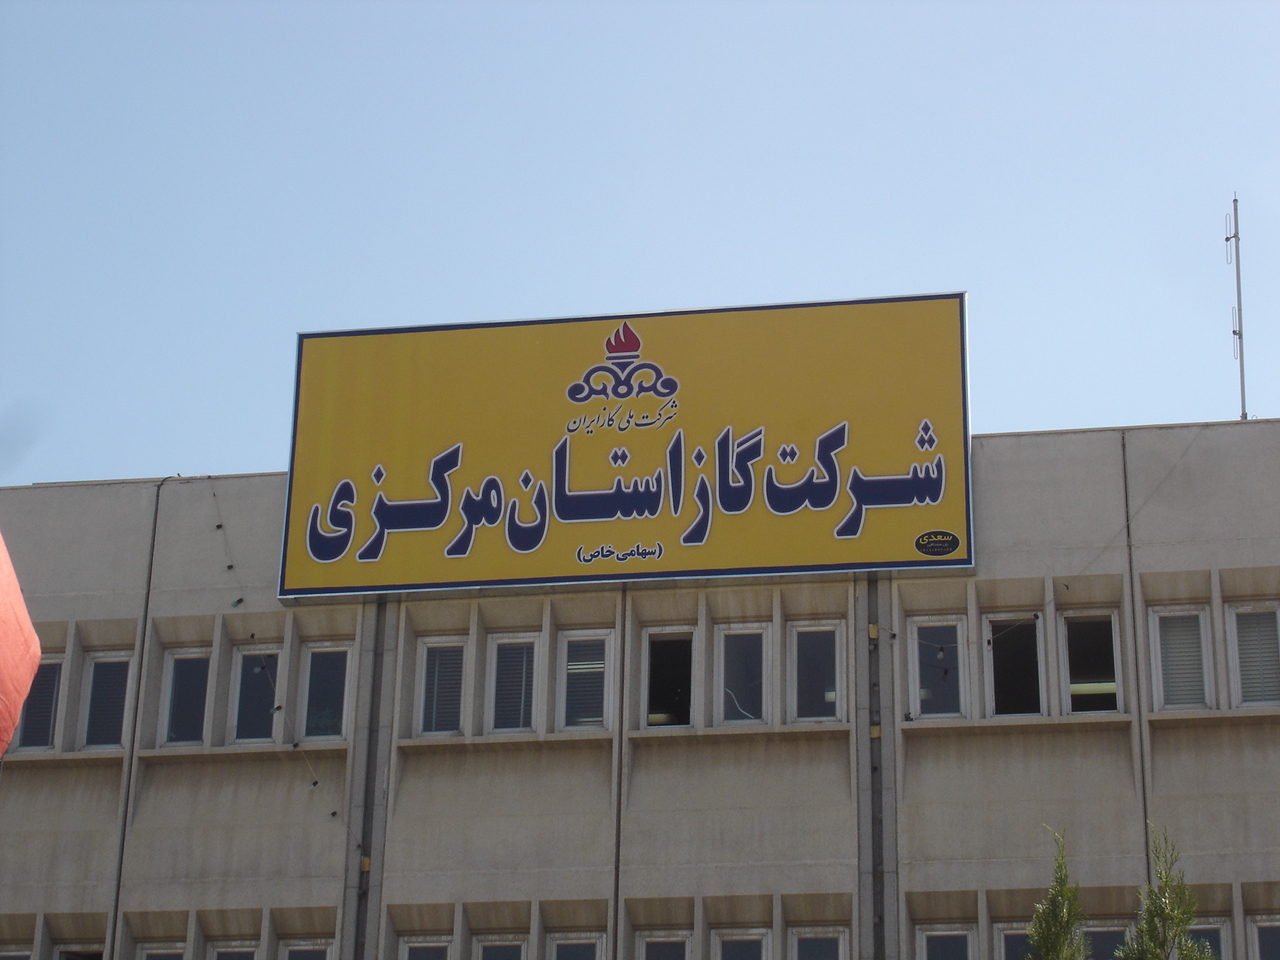 شرکت ملی گاز ایران
شرکت گاز استان مرکزی
(سهامی خاص)
سعدی